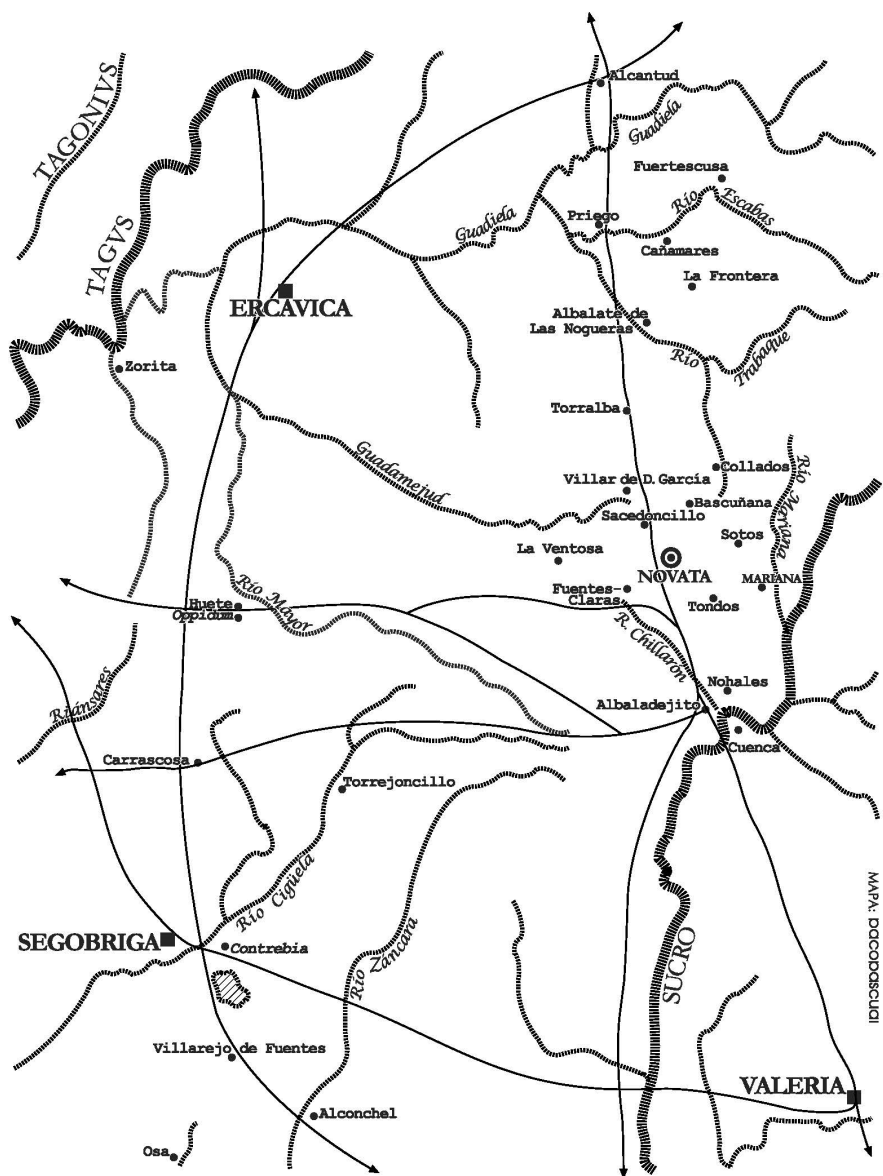 Alcantud
TAGONIVS
Guadiela
Fuertescusa
Río
Escabas
Priego
Guadiela
TAGVS
Cañamares
La Frontera
ERCAVICA
Albalate de
Las Nogueras
Río
Trabaque
Zorita
Torralba
Guadamejud
Collados
Río Mariana
Villar de D. García
Bascuñana
Sacedoncillo
Sotos
La Ventosa
NOVATA
MARIANA
Fuentes-
Claras
Tondos
Río Mayor
Huete
Oppidum
R. Chillarón
Nohales
Riánsares
Albaladejito
Cuenca
Carrascosa
Torrejoncillo
MAPA: pacopascual
Río Cigüela
SEGOBRIGA
Contrebia
Río Záncara
SUCRO
Villarejo de Fuentes
VALERIA
Alconchel
Osa